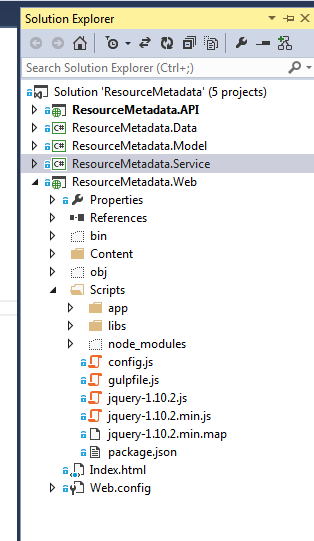 Solution Explorer
Search Solution Explorer (Ctrl+;)
Solution 'ResourceMetadata' (5 projects)
ResourceMetadata.API
C# ResourceMetadata.Data
C# ResourceMetadata.Model
C# ResourceMetadata.Service
ResourceMetadata.Web
Properties
References
bin
Content
obj
Scripts
app
libs
node_modules
config.js
gulpfile.js
jquery-1.10.2.js
jquery-1.10.2.min.js
jquery-1.10.2.min.map
package.json
Index.html
Web.config